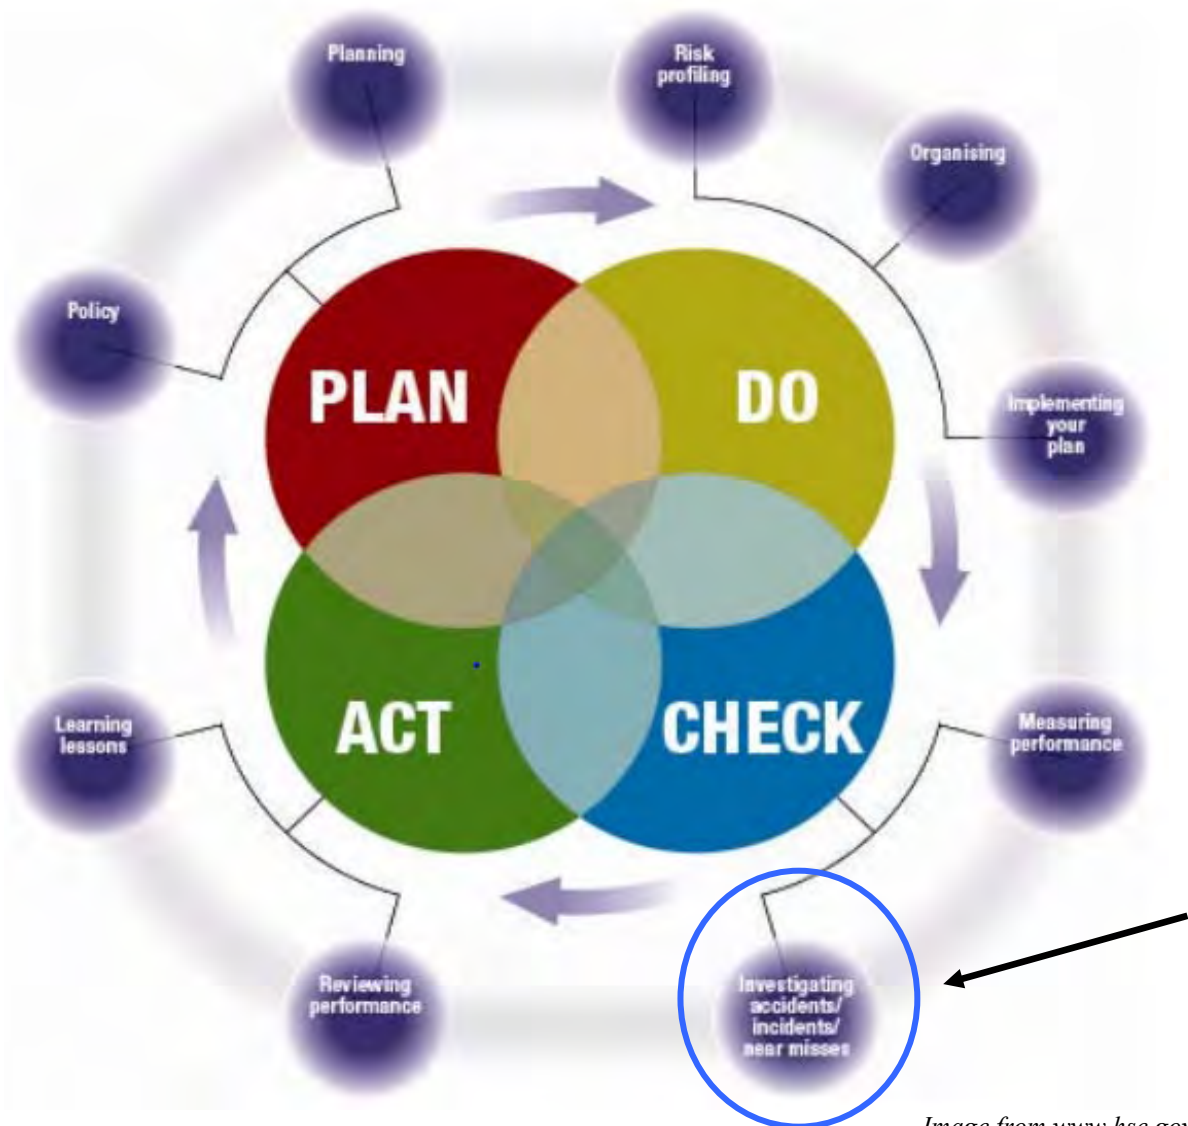 Planning
Risk
profiling
Organising
Policy
PLAN
DO
Implementing
your
plan
Learning
lessons
ACT
CHECK
Measuring
performance
Reviewing
performance
Investigating
accidents/
incidents/
near misses
Image from www.hse.gov